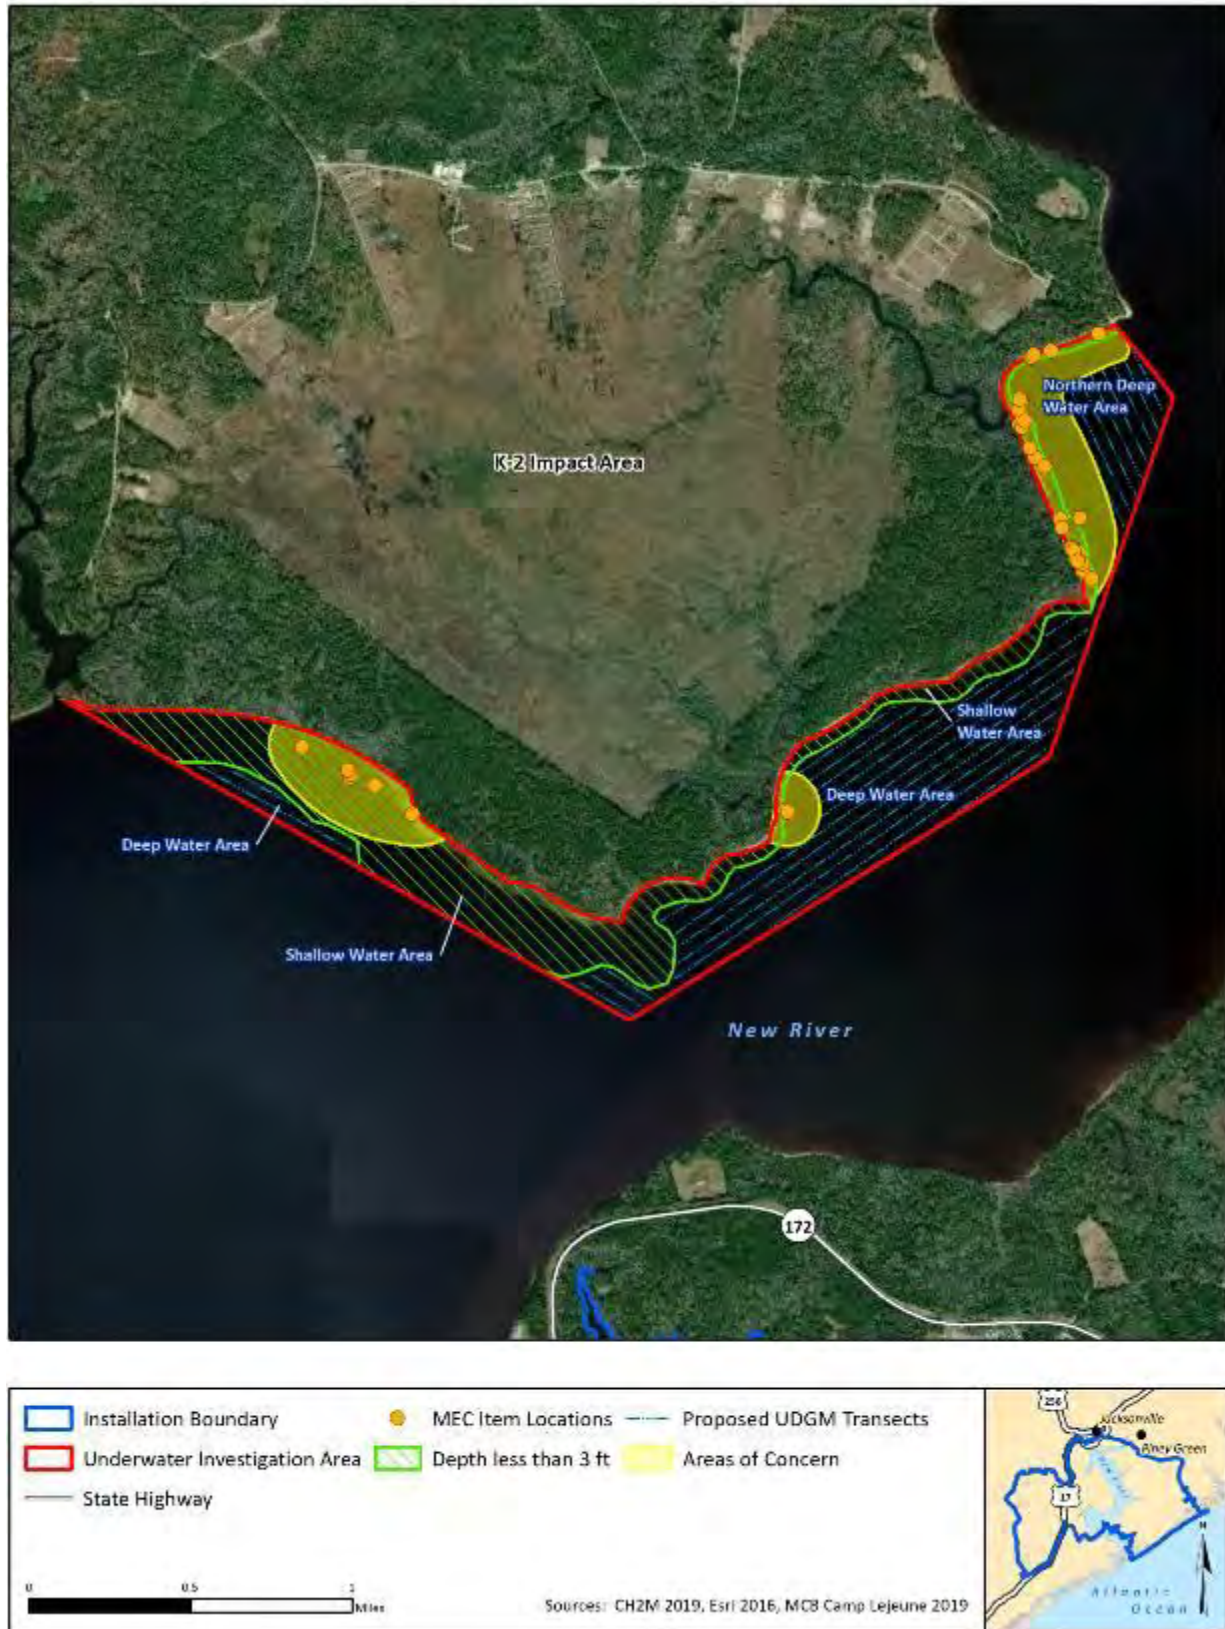 Northern Deep
Water Area
K-2 Impact Area
Shallow
Water Area
Deep Water Area
Deep Water Area
Shallow Water Area
New River
172
Installation Boundary
MEC Item Locations
Proposed UDGM Transects
Underwater Investigation Area
Depth less than 3 ft
Areas of Concern
State Highway
0
0.5
1
Miles
Sources: CH2M 2019, Esri 2016, MCB Camp Lejeune 2019
258
Jacksonville
Piney Green
17
N
Atlantic
Ocean